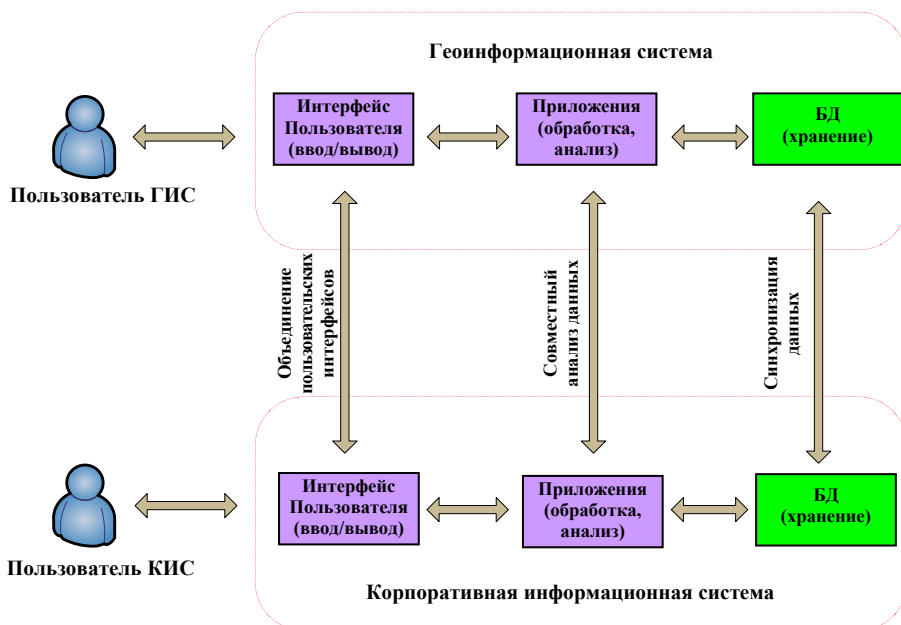 Геоинформационная система
Интерфейс
Пользователя
(ввод/вывод)
Приложения
(обработка,
анализ)
БД
(хранение)
Пользователь ГИС
Объединение
пользовательских
интерфейсов
Совместный
анализ данных
Синхронизация
данных
Интерфейс
Пользователя
(ввод/вывод)
Приложения
(обработка,
анализ)
БД
(хранение)
Пользователь КИС
Корпоративная информационная система